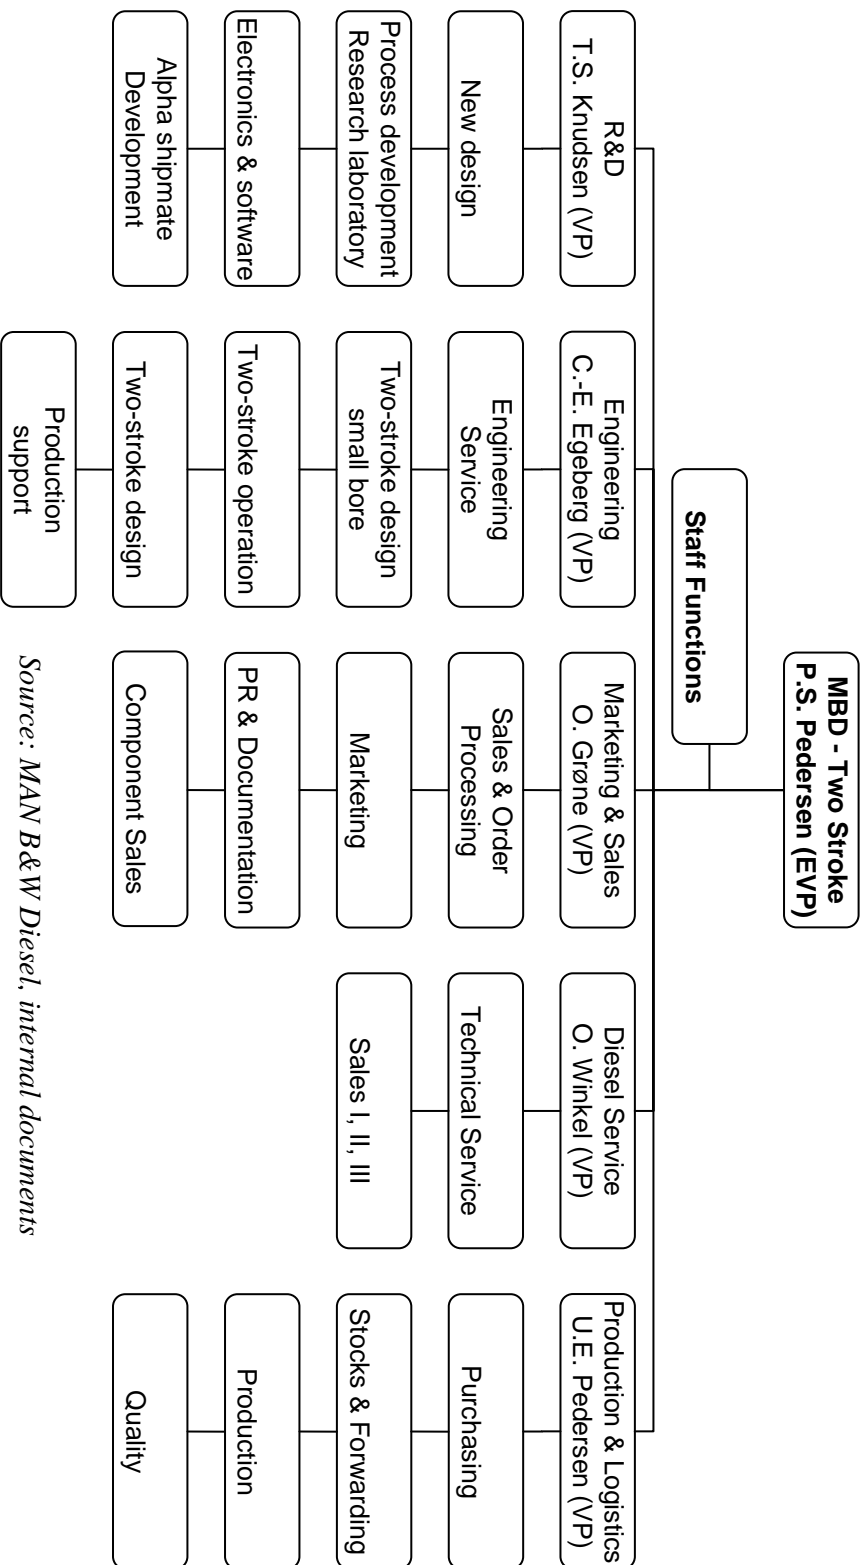 MBD - Two Stroke
P.S. Pedersen (EVP)
Staff Functions
R&D
T.S. Knudsen (VP)
New design
Process development
Research laboratory
Electronics & software
Alpha shipmate
Development
Engineering
C.-E. Egeberg (VP)
Engineering
Service
Two-stroke design
small bore
Two-stroke operation
Two-stroke design
Production
support
Marketing & Sales
O. Grøne (VP)
Sales & Order
Processing
Marketing
PR & Documentation
Component Sales
Diesel Service
O. Winkel (VP)
Technical Service
Sales I, II, III
Production & Logistics
U.E. Pedersen (VP)
Purchasing
Stocks & Forwarding
Production
Quality
Source: MAN B&W Diesel, internal documents